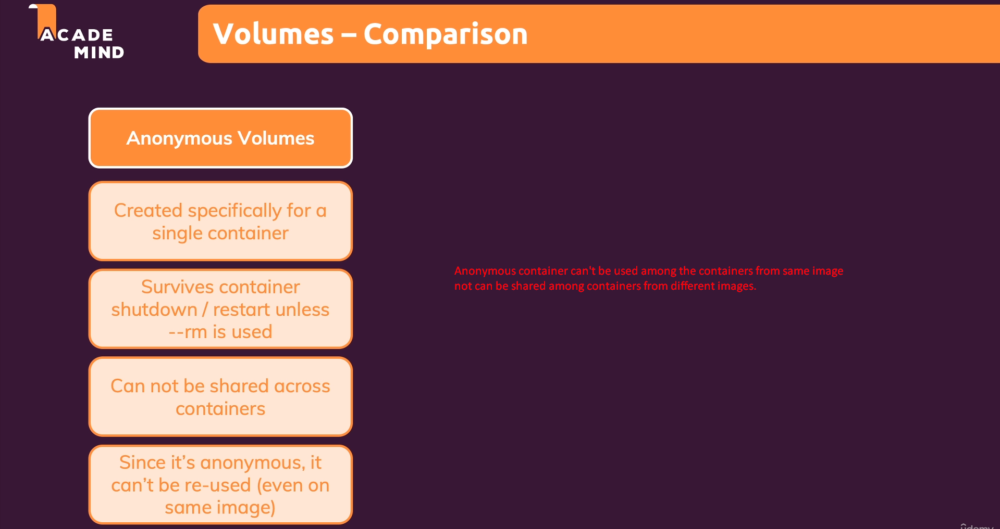 ACADE
MIND
Volumes – Comparison
Anonymous Volumes
Created specifically for a
single container
Survives container
shutdown / restart unless
--rm is used
Can not be shared across
containers
Since it’s anonymous, it
can’t be re-used (even on
same image)
Anonymous container can't be used among the containers from same image
not can be shared among containers from different images.